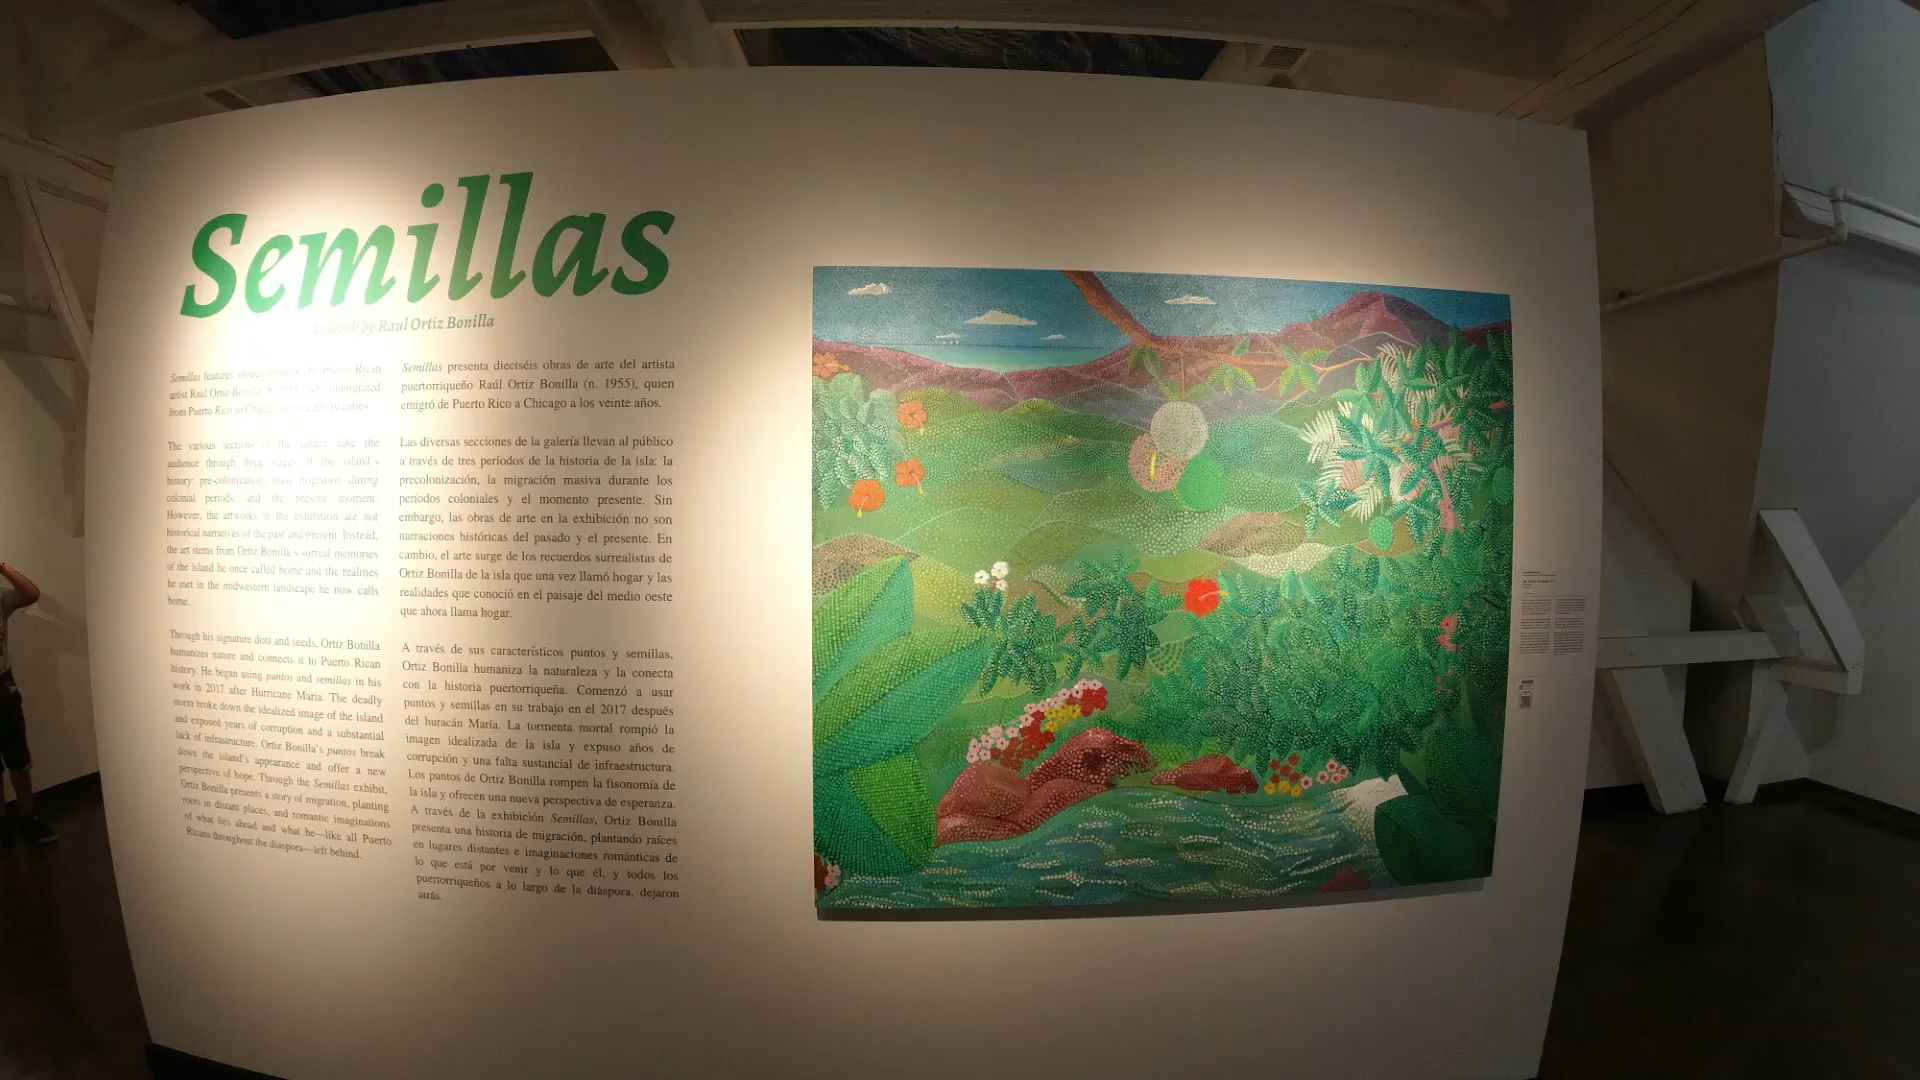 Semillas
Artwork by Raul Ortiz Bonilla
Semillas features sixteen artworks by Puerto Rican
artist Raul Ortiz Bonilla (b. 1955) who immigrated
from Puerto Rico to Chicago in his early twenties.
The various sections of the gallery take the
audience through three stages of the island's
history: pre-colonization, mass migration during
colonial periods, and the present moment.
However, the artworks in the exhibition are not
historical narratives of the past and present. Instead,
the art stems from Ortiz Bonilla's surreal memories
of the island he once called home and the realities
he met in the midwestern landscape he now calls
home.
Through his signature dots and seeds, Ortiz Bonilla
humanizes nature and connects it to Puerto Rican
history. He began using puntos and semillas in his
work in 2017 after Hurricane Maria. The deadly
storm broke down the idealized image of the island
and exposed years of corruption and a substantial
lack of infrastructure. Ortiz Bonilla's puntos break
down the island's appearance and offer a new
perspective of hope. Through the Semillas exhibit,
Ortiz Bonilla presents a story of migration, planting
roots in distant places, and romantic imaginations
of what lies ahead and what he—like all Puerto
Ricans throughout the diaspora—left behind.
Semillas presenta dieciséis obras de arte del artista
puertorriqueño Raúl Ortiz Bonilla (n. 1955), quien
emigró de Puerto Rico a Chicago a los veinte años.
Las diversas secciones de la galería llevan al público
a través de tres períodos de la historia de la isla: la
precolonización, la migración masiva durante los
períodos coloniales y el momento presente. Sin
embargo, las obras de arte en la exhibición no son
narraciones históricas del pasado y el presente. En
cambio, el arte surge de los recuerdos surrealistas de
Ortiz Bonilla de la isla que una vez llamó hogar y las
realidades que conoció en el paisaje del medio oeste
que ahora llama hogar.
A través de sus característicos puntos y semillas,
Ortiz Bonilla humaniza la naturaleza y la conecta
con la historia puertorriqueña. Comenzó a usar
puntos y semillas en su trabajo en el 2017 después
del huracán María. La tormenta mortal rompió la
imagen idealizada de la isla y expuso años de
corrupción y una falta sustancial de infraestructura.
Los puntos de Ortiz Bonilla rompen la fisonomía de
la isla y ofrecen una nueva perspectiva de esperanza.
A través de la exhibición Semillas, Ortiz Bonilla
presenta una historia de migración, plantando raíces
en lugares distantes e imaginaciones románticas de
lo que está por venir y lo que él, y todos los
puertorriqueños a lo largo de la diáspora, dejaron
atrás.